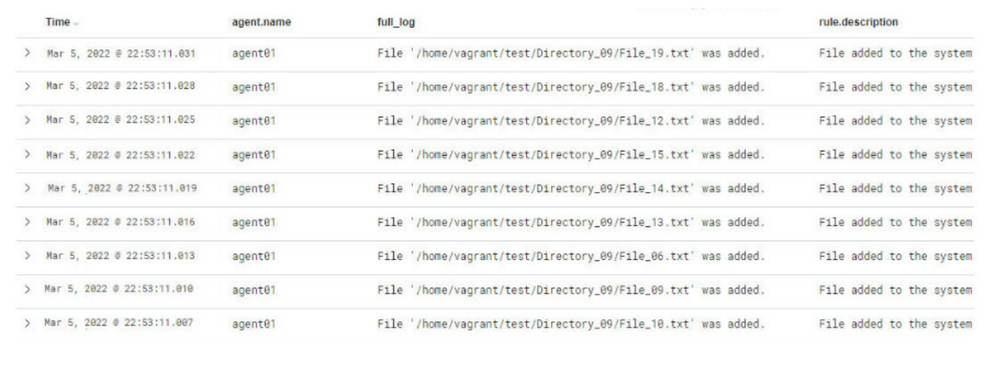 Time agent.name full_log rule.description
> Mar 5, 2022 @ 22:53:11.031 agent01 File '/home/vagrant/test/Directory_09/File_19.txt' was added. File added to the system
> Mar 5, 2022 @ 22:53:11.028 agent01 File '/home/vagrant/test/Directory_09/File_18.txt' was added. File added to the system
> Mar 5, 2022 @ 22:53:11.025 agent01 File '/home/vagrant/test/Directory_09/File_12.txt' was added. File added to the system
> Mar 5, 2022 @ 22:53:11.022 agent01 File '/home/vagrant/test/Directory_09/File_15.txt' was added. File added to the system
> Mar 5, 2022 @ 22:53:11.019 agent01 File '/home/vagrant/test/Directory_09/File_14.txt' was added. File added to the system
> Mar 5, 2022 @ 22:53:11.016 agent01 File '/home/vagrant/test/Directory_09/File_13.txt' was added. File added to the system
> Mar 5, 2022 @ 22:53:11.013 agent01 File '/home/vagrant/test/Directory_09/File_06.txt' was added. File added to the system
> Mar 5, 2022 @ 22:53:11.010 agent01 File '/home/vagrant/test/Directory_09/File_09.txt' was added. File added to the system
> Mar 5, 2022 @ 22:53:11.007 agent01 File '/home/vagrant/test/Directory_09/File_10.txt' was added. File added to the system